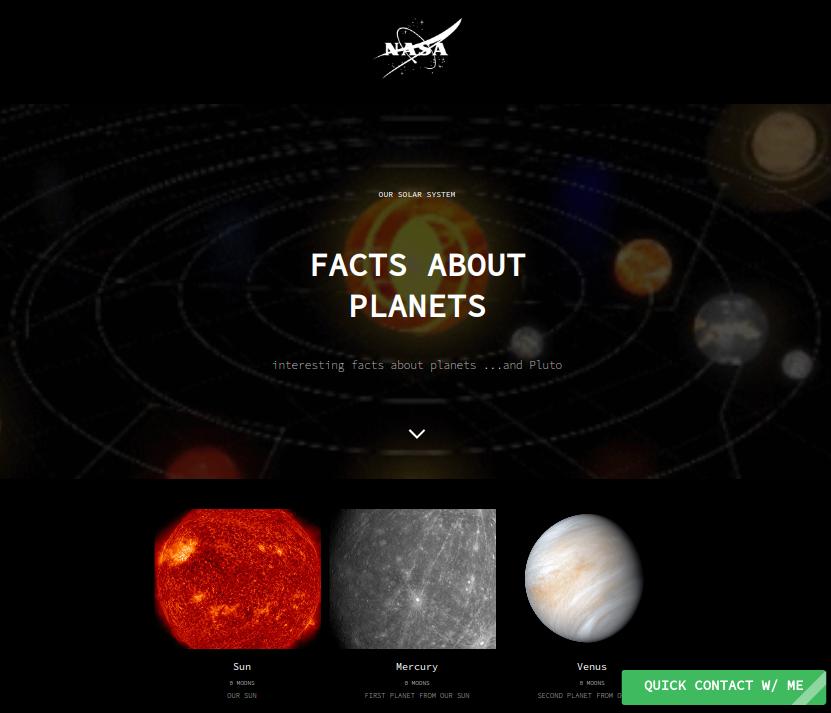 NASA
OUR SOLAR SYSTEM
FACTS ABOUT
PLANETS
interesting facts about planets ...and Pluto
Sun
0 MOONS
OUR SUN
Mercury
0 MOONS
FIRST PLANET FROM OUR SUN
Venus
0 MOONS
SECOND PLANET FROM
QUICK CONTACT W/ ME